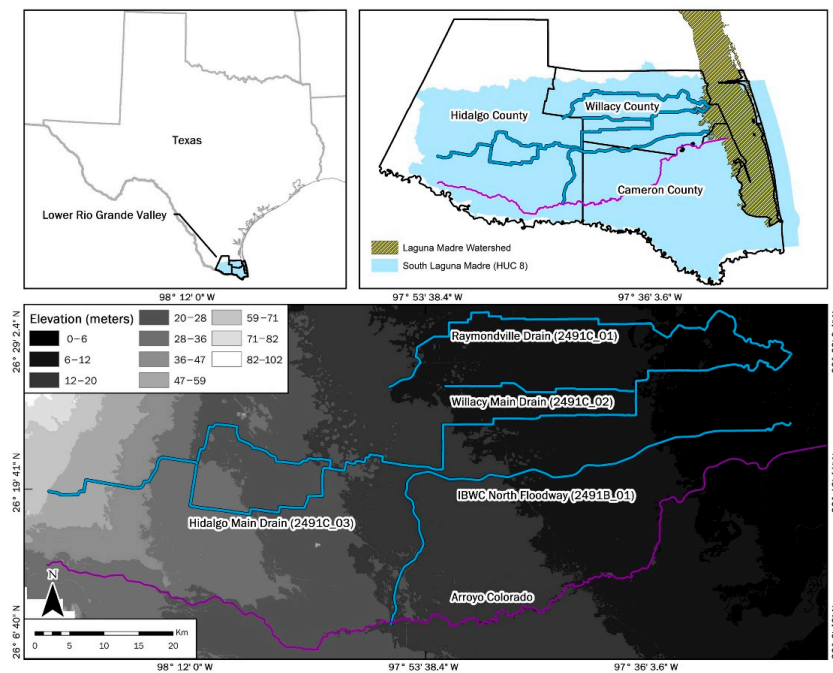 Texas
Lower Rio Grande Valley
Hidalgo County
Willacy County
Cameron County
Laguna Madre Watershed
South Laguna Madre (HUC 8)
98° 12'0"W
97° 53'38.4"W
97° 36'3.6"W
Elevation (meters)
0–6
6–12
12–20
20–28
28–36
36–47
47–59
59–71
71–82
82–102
26° 29'2.4"N
26° 19'41"N
26° 6'40"N
Raymondville Drain (2491C_01)
Willacy Main Drain (2491C_02)
IBWC North Floodway (2491B_01)
Hidalgo Main Drain (2491C_03)
Arroyo Colorado
N
Km
0 5 10 20
98° 12'0"W
97° 53'38.4"W
97° 36'3.6"W